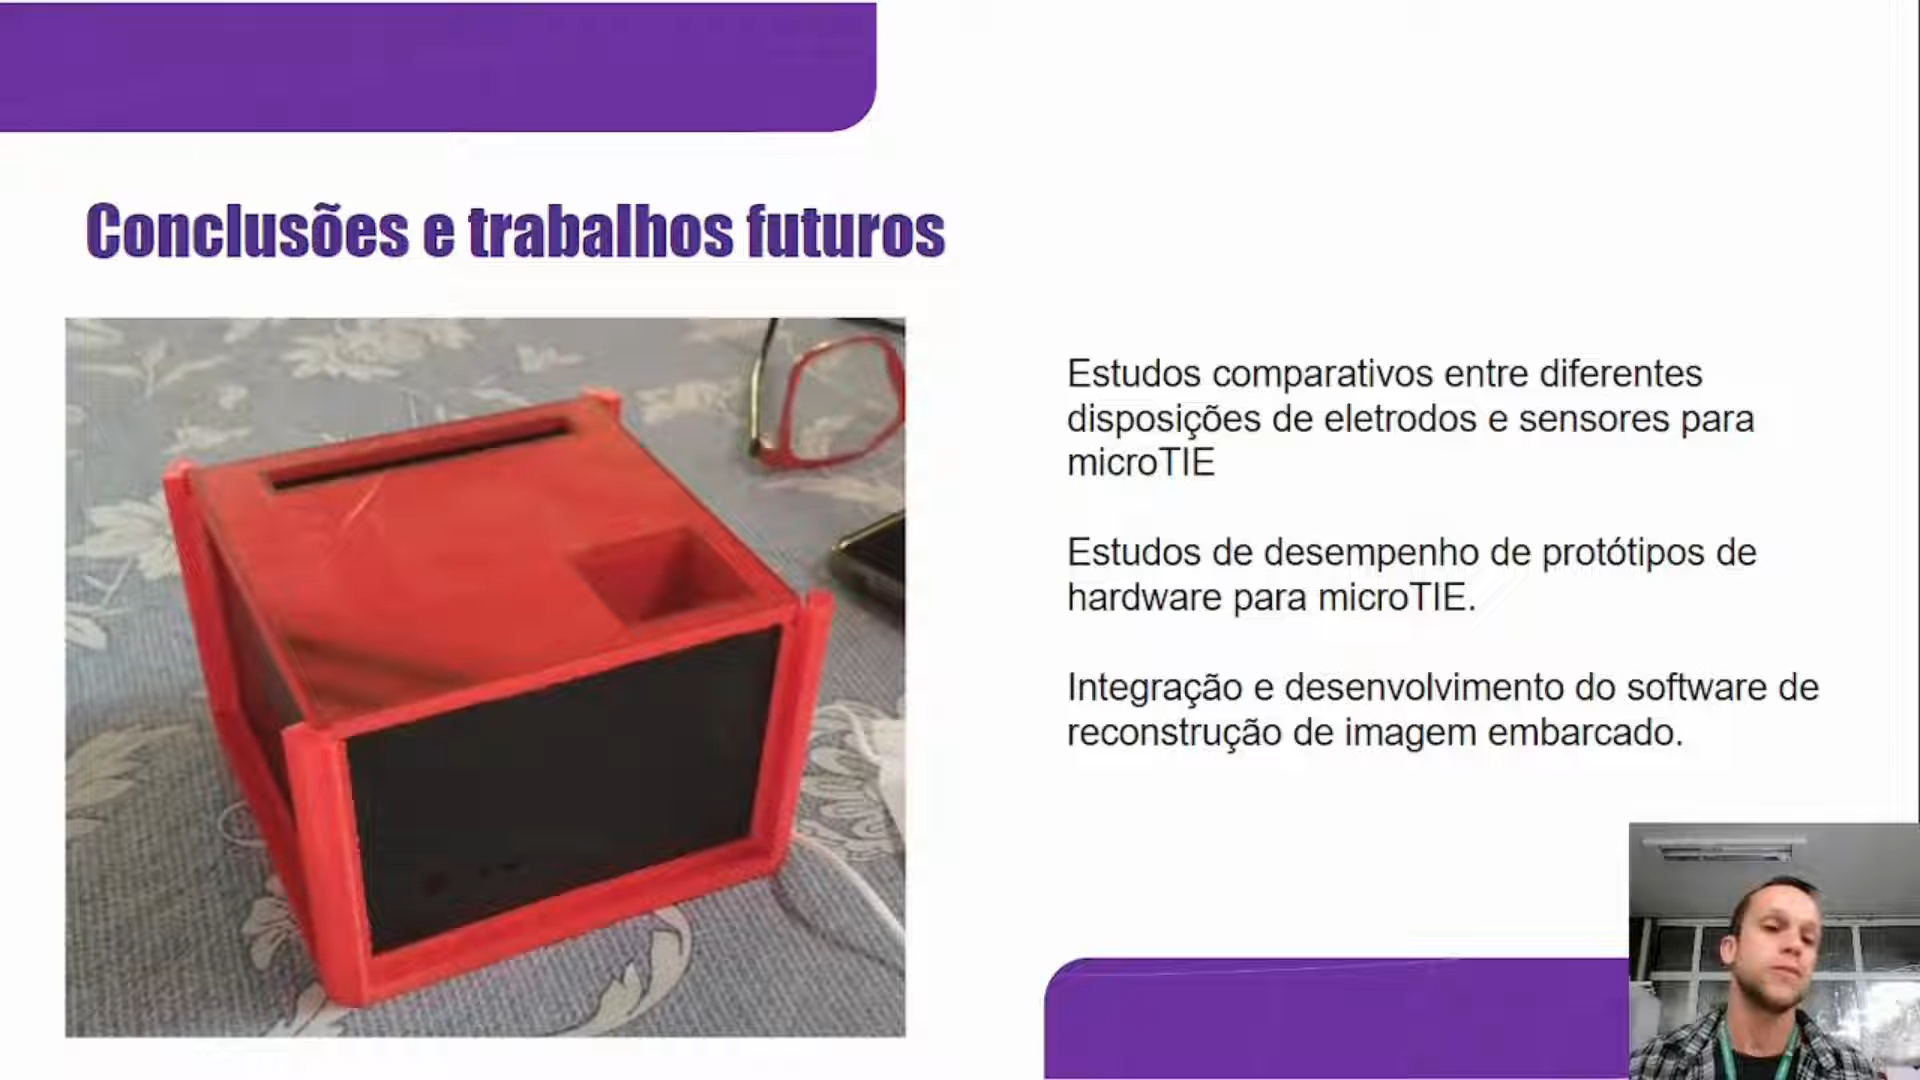 Conclusões e trabalhos futuros
Estudos comparativos entre diferentes
disposições de eletrodos e sensores para
microTIE
Estudos de desempenho de protótipos de
hardware para microTIE.
Integração e desenvolvimento do software de
reconstrução de imagem embarcado.